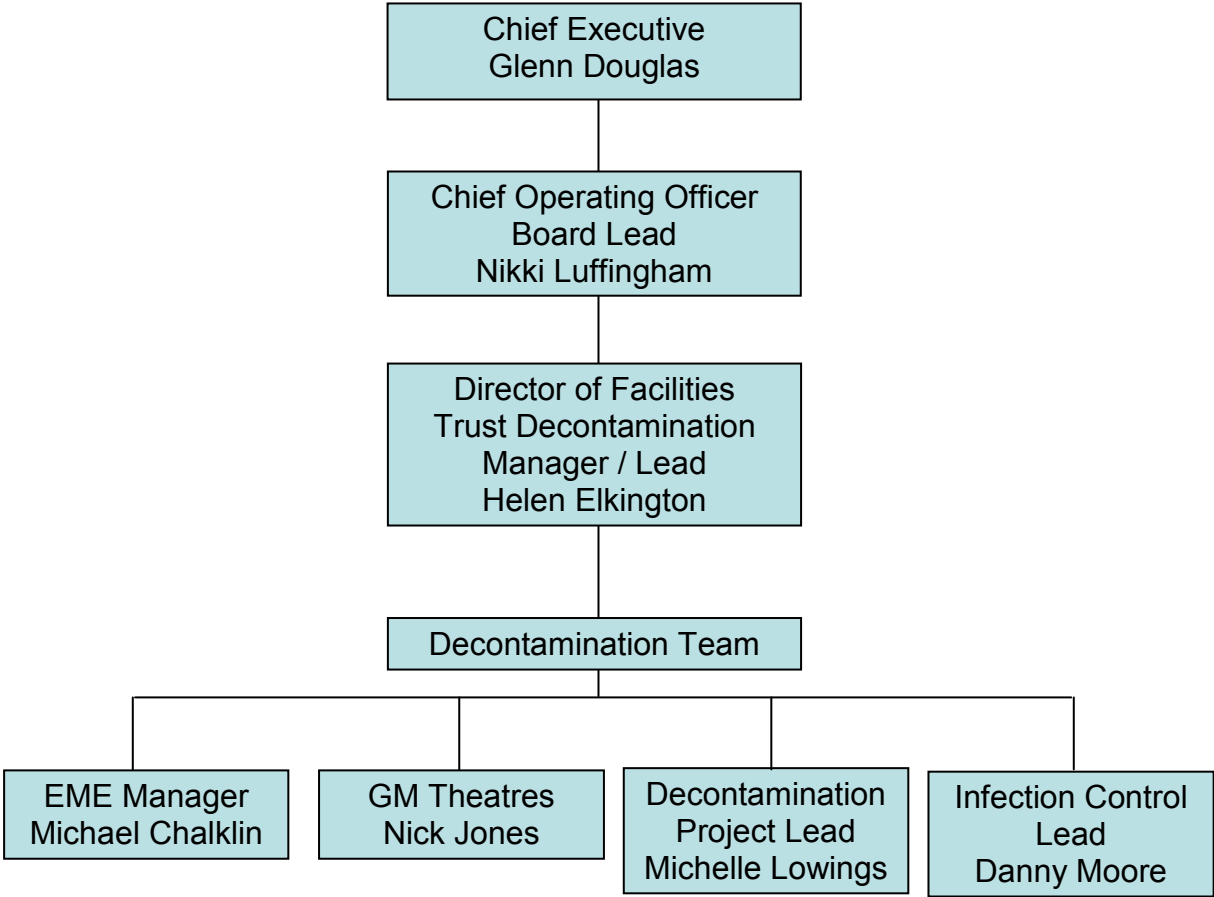 Chief Executive
Glenn Douglas
Chief Operating Officer
Board Lead
Nikki Luffingham
Director of Facilities
Trust Decontamination
Manager / Lead
Helen Elkington
Decontamination Team
EME Manager
Michael Chalklin
GM Theatres
Nick Jones
Decontamination
Project Lead
Michelle Lowings
Infection Control
Lead
Danny Moore